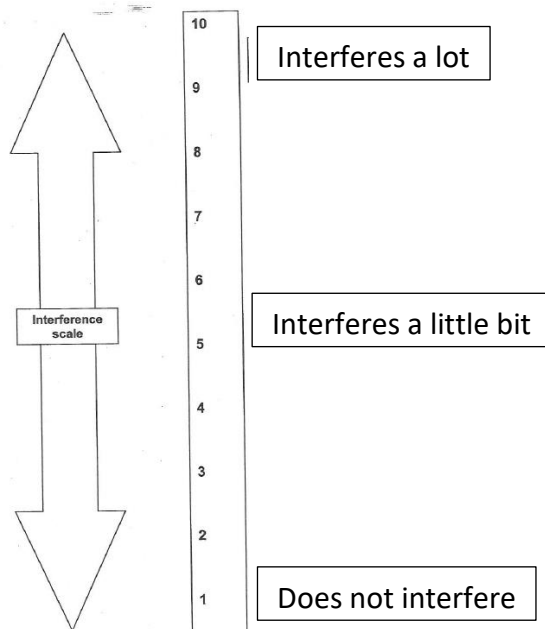 10
Interferes a lot
9
8
7
6
Interference
scale
Interferes a little bit
5
4
3
2
1
Does not interfere